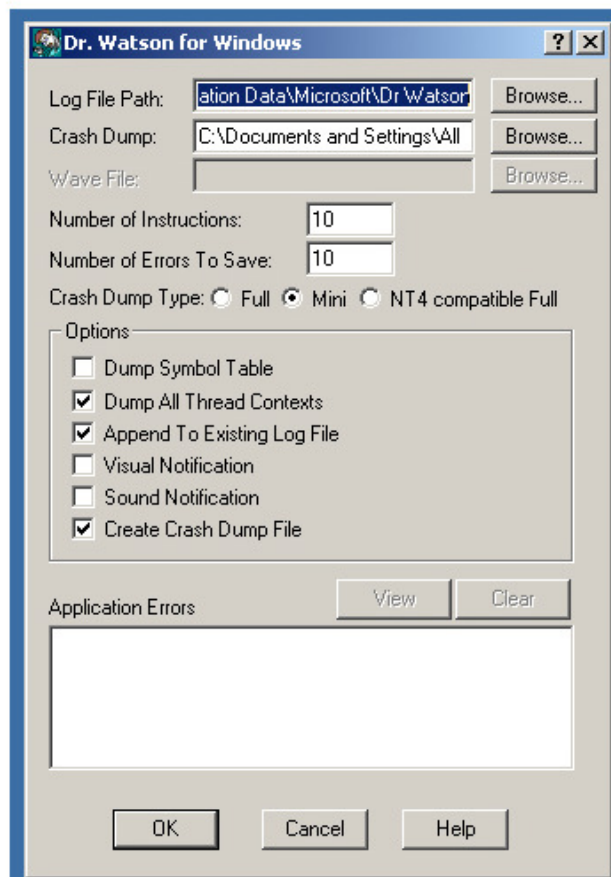 Dr. Watson for Windows
Log File Path: ation Data\Microsoft\Dr Watson Browse...
Crash Dump: C:\Documents and Settings\All Browse...
Wave File: Browse...
Number of Instructions: 10
Number of Errors To Save: 10
Crash Dump Type: Full Mini NT4 compatible Full
Options
Dump Symbol Table
Dump All Thread Contexts
Append To Existing Log File
Visual Notification
Sound Notification
Create Crash Dump File
Application Errors View Clear
OK Cancel Help